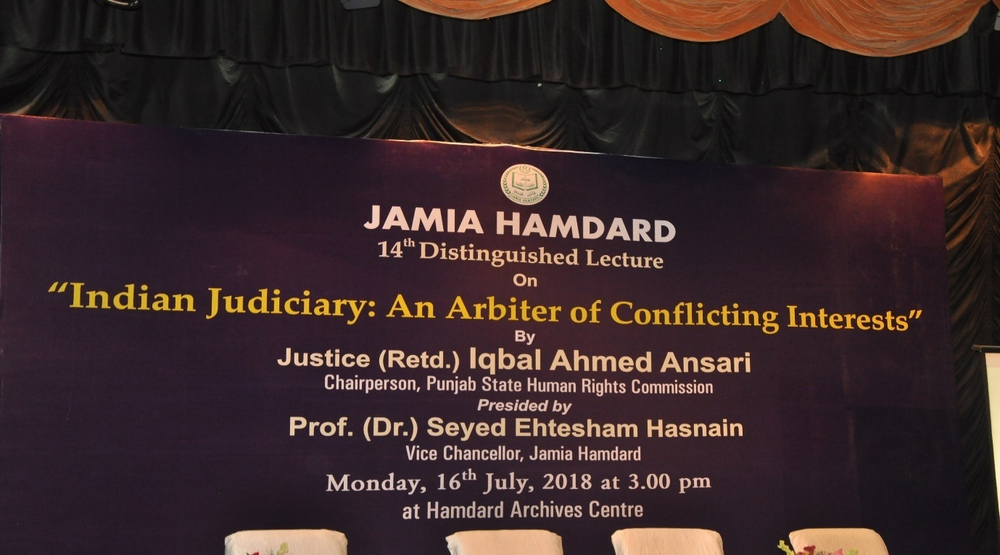 JAMIA HAMDARD
JAMIA HAMDARD
14th Distinguished Lecture
On
“Indian Judiciary: An Arbiter of Conflicting Interests”
By
Justice (Retd.) Iqbal Ahmed Ansari
Chairperson, Punjab State Human Rights Commission
Presided by
Prof. (Dr.) Seyed Ehtesham Hasnain
Vice Chancellor, Jamia Hamdard
Monday, 16th July, 2018 at 3.00 pm
at Hamdard Archives Centre